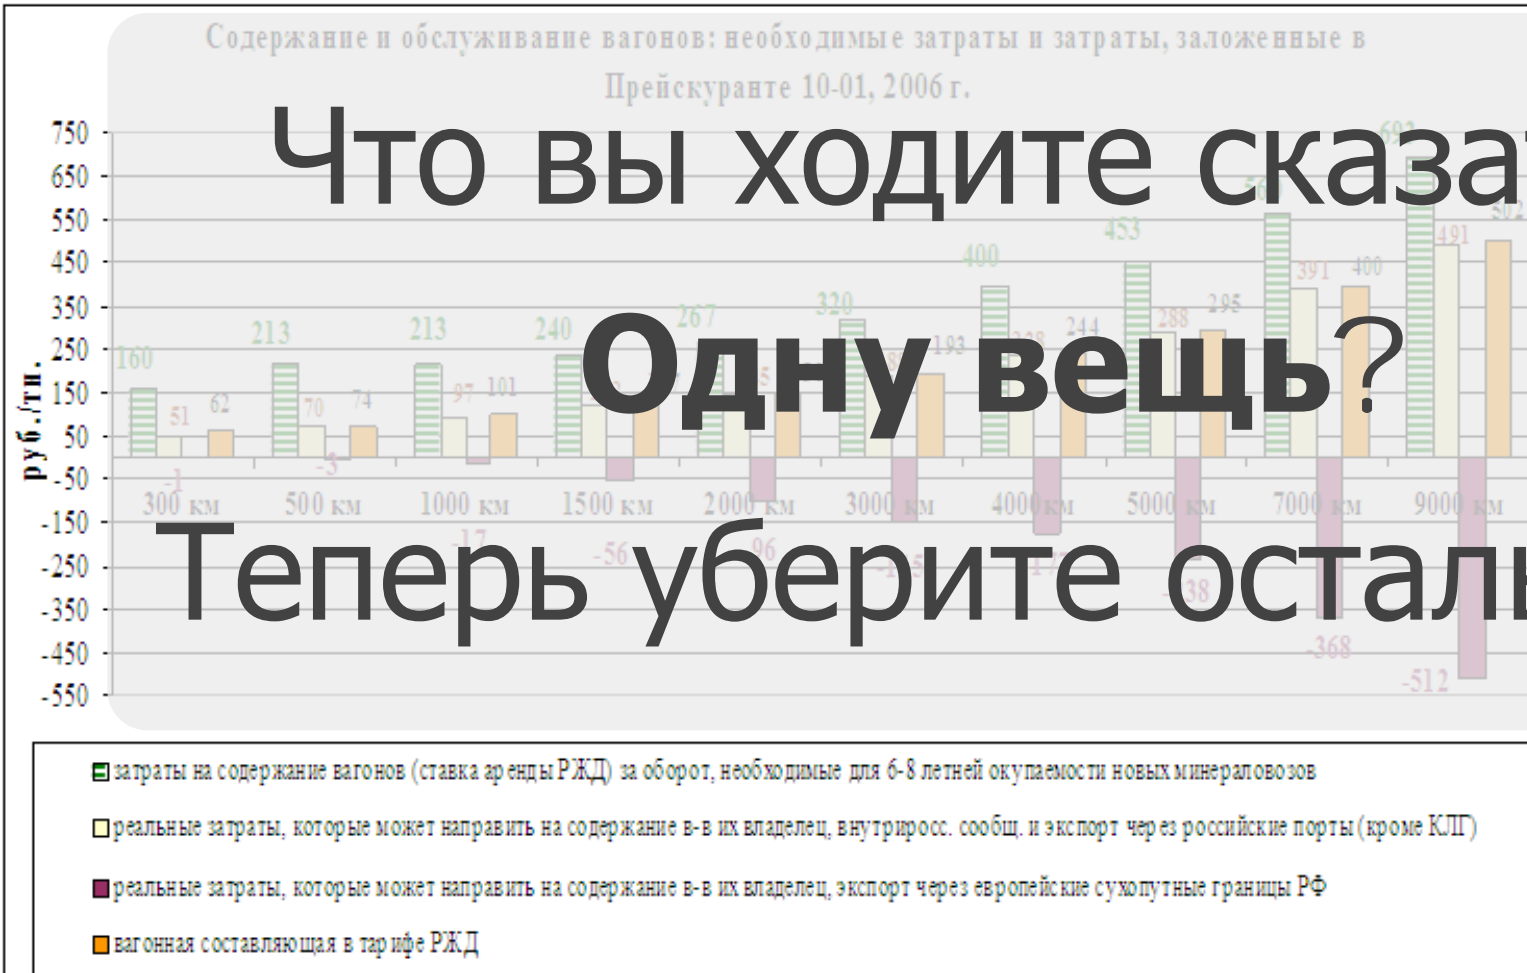 Содержание и обслуживание вагонов: необходимые затраты и затраты, заложенные в
Прейскуранте 10-01, 2006 г.
Что вы ходите сказа
Одну вещь?
Теперь уберите остал
руб./тн.
750
650
550
450
350
250
150
50
-50
-150
-250
-350
-450
-550
160 51 62 -1
213 70 74 -3
213 97 101 -17
240 -56
267 96
320 193
400 244
453 288 295
391 400 -368
491 502 -512
300 км 500 км 1000 км 1500 км 2000 км 3000 км 4000 км 5000 км 7000 км 9000 км
затраты на содержание вагонов (ставка аренды РЖД) за оборот, необходимые для 6-8 летней окупаемости новых минераловозов
реальные затраты, которые может направить на содержание в-в их владелец, внутриросс. сообщ. и экспорт через российские порты (кроме КЛГ)
реальные затраты, которые может направить на содержание в-в их владелец, экспорт через европейские сухопутные границы РФ
вагонная составляющая в тарифе РЖД